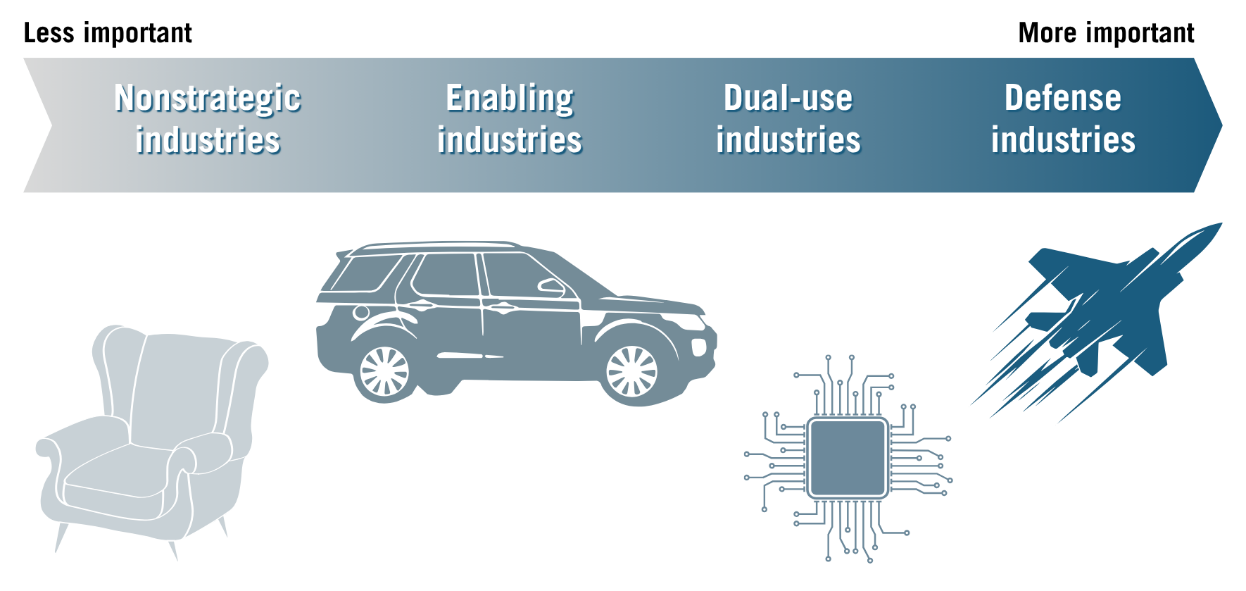 Less important
More important
Nonstrategic
industries
Enabling
industries
Dual-use
industries
Defense
industries